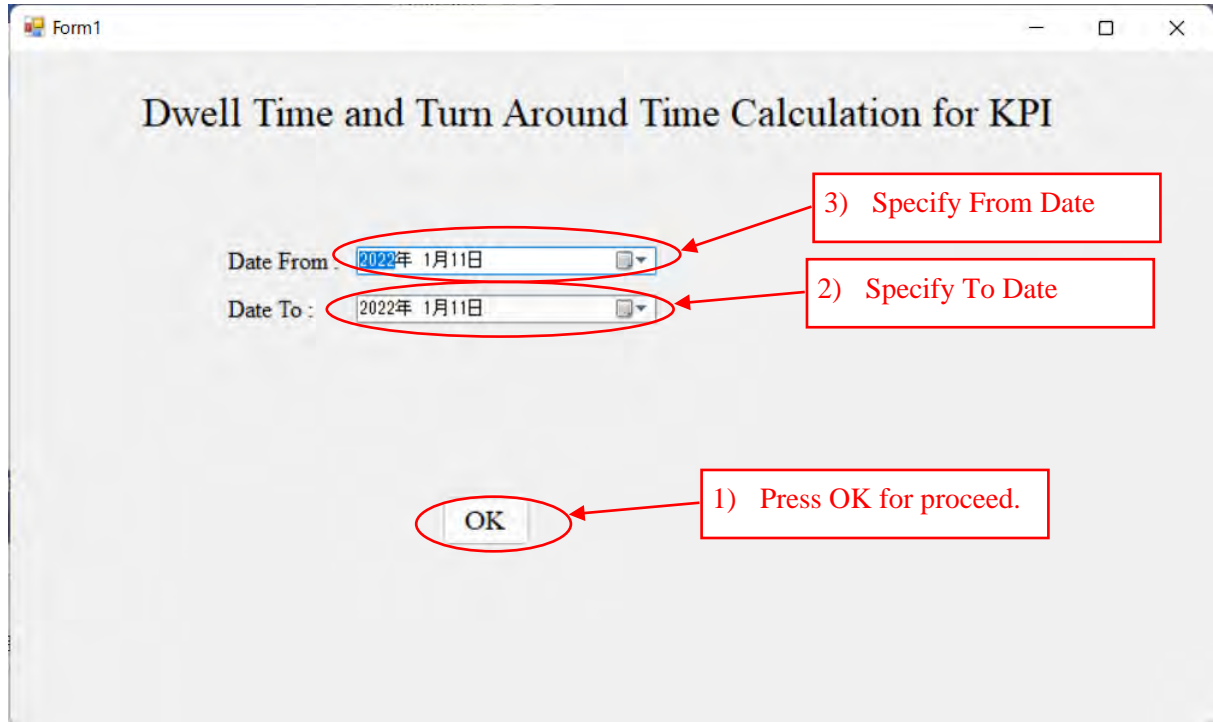 Form1
Dwell Time and Turn Around Time Calculation for KPI
3) Specify From Date
Date From : 2022年 1月11日
2) Specify To Date
Date To : 2022年 1月11日
1) Press OK for proceed.
OK